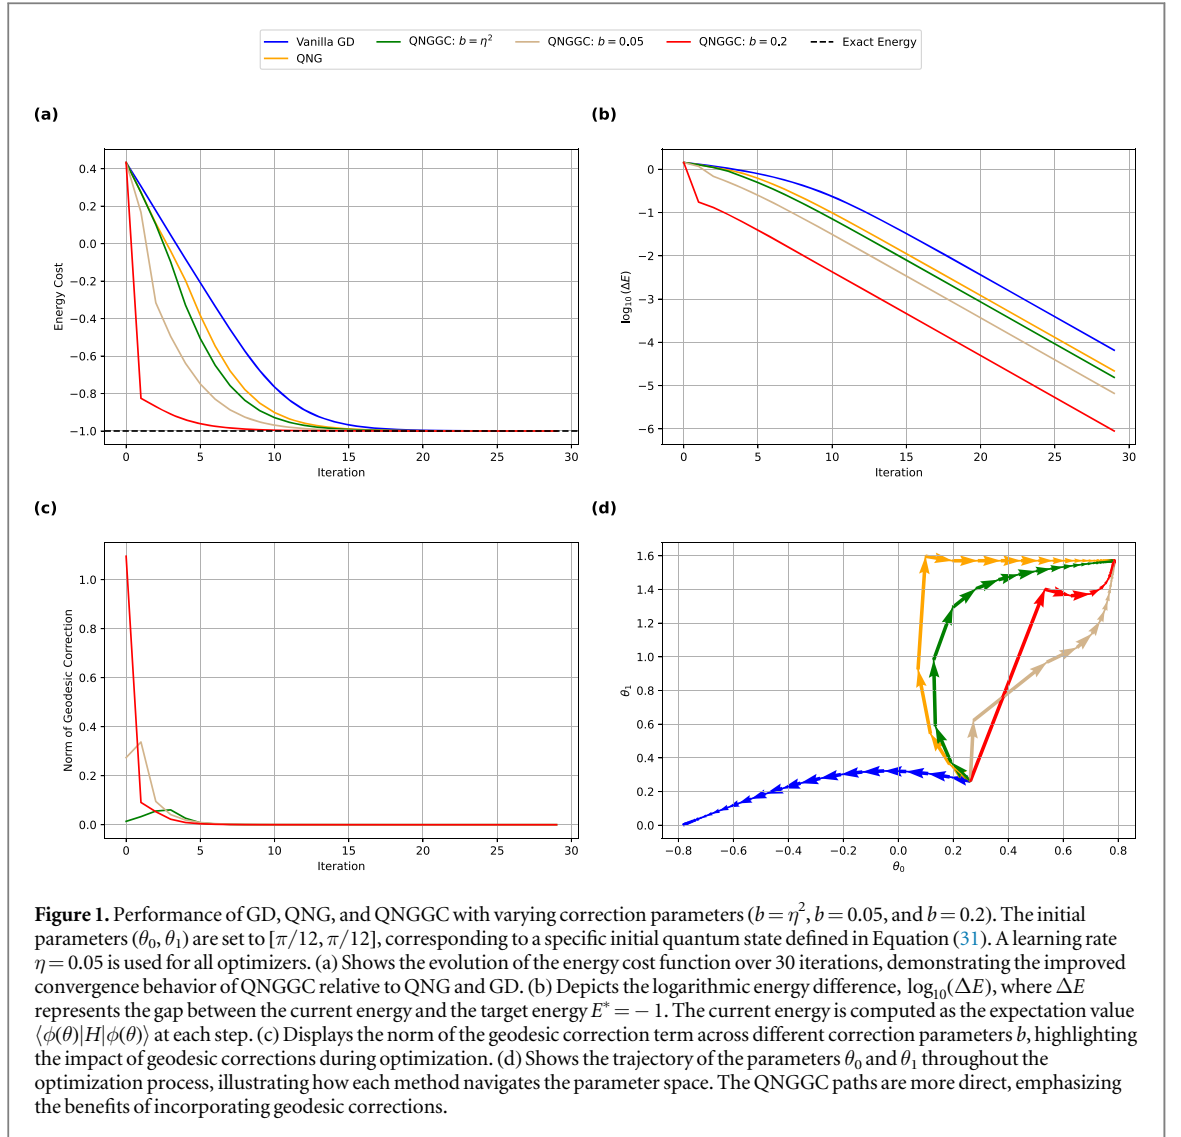 Vanilla GD
QNG
QNGGC: b = η²
QNGGC: b = 0.05
QNGGC: b = 0.2
Exact Energy
(a)
0.4
0.2
0.0
−0.2
−0.4
−0.6
−0.8
−1.0
Energy Cost
0 5 10 15 20 25 30
Iteration
(b)
0
−1
−2
−3
−4
−5
−6
log₁₀(ΔE)
0 5 10 15 20 25 30
Iteration
(c)
1.0
0.8
0.6
0.4
0.2
0.0
Norm of Geodesic Correction
0 5 10 15 20 25 30
Iteration
(d)
1.6
1.4
1.2
1.0
0.8
0.6
0.4
0.2
0.0
θ₁
−0.8 −0.6 −0.4 −0.2 0.0 0.2 0.4 0.6 0.8
θ₀
Figure 1. Performance of GD, QNG, and QNGGC with varying correction parameters (b = η², b = 0.05, and b = 0.2). The initial
parameters (θ₀, θ₁) are set to [π/12, π/12], corresponding to a specific initial quantum state defined in Equation (31). A learning rate
η = 0.05 is used for all optimizers. (a) Shows the evolution of the energy cost function over 30 iterations, demonstrating the improved
convergence behavior of QNGGC relative to QNG and GD. (b) Depicts the logarithmic energy difference, log₁₀(ΔE), where ΔE
represents the gap between the current energy and the target energy E* = − 1. The current energy is computed as the expectation value
⟨ϕ(θ)|H|ϕ(θ)⟩ at each step. (c) Displays the norm of the geodesic correction term across different correction parameters b, highlighting
the impact of geodesic corrections during optimization. (d) Shows the trajectory of the parameters θ₀ and θ₁ throughout the
optimization process, illustrating how each method navigates the parameter space. The QNGGC paths are more direct, emphasizing
the benefits of incorporating geodesic corrections.